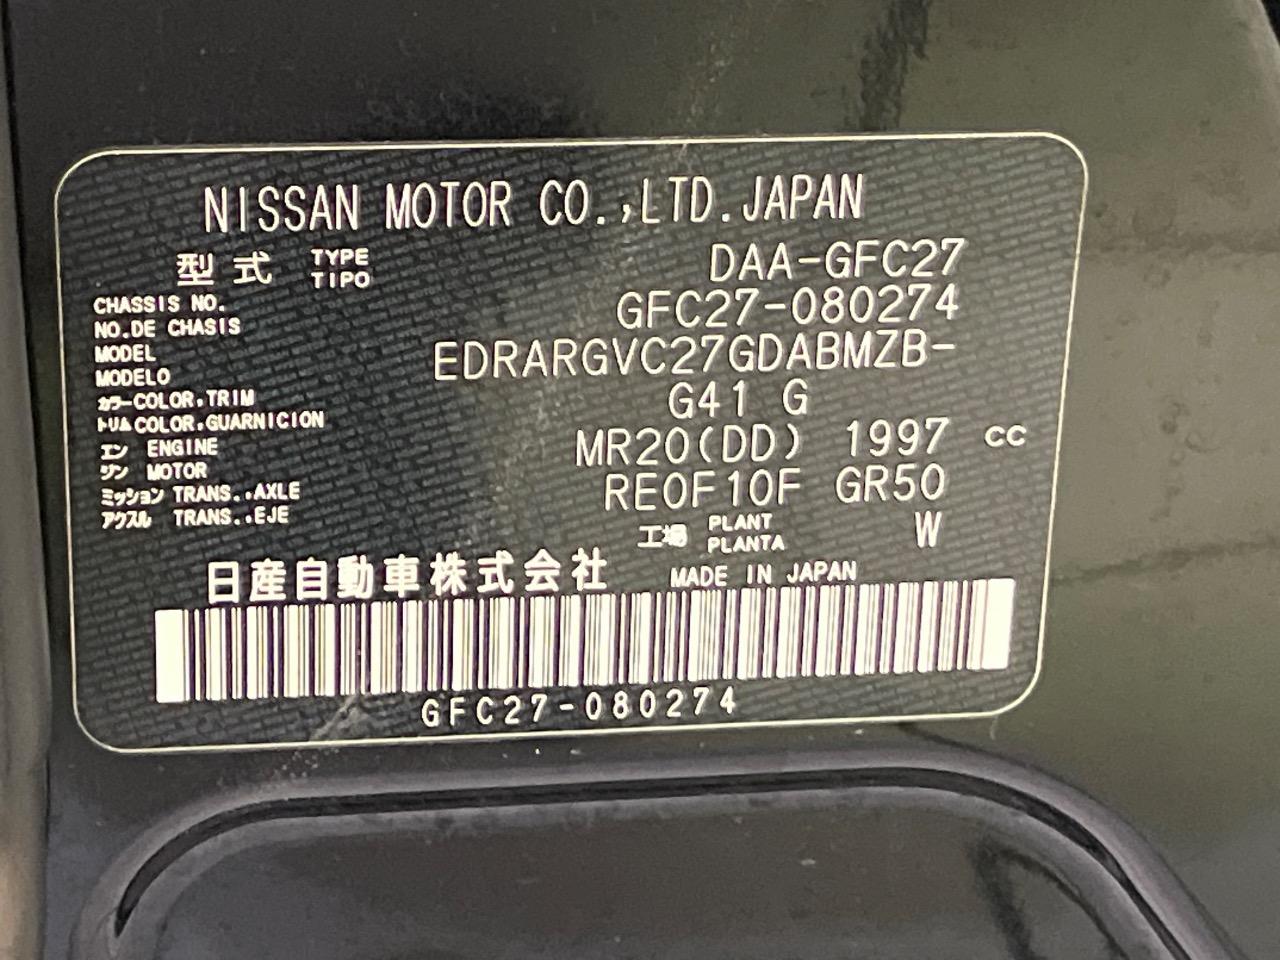 NISSAN MOTOR CO.,LTD.JAPAN
型式 TYPE TIPO DAA-GFC27
CHASSIS NO.
NO.DE CHASIS GFC27-080274
MODEL
MODELO EDRARGVC27GDABMZB-
カラーCOLOR,TRIM
トリムCOLOR,GUARNICION G41 G
エン ENGINE
ジン MOTOR MR20(DD) 1997 cc
ミッション TRANS..AXLE
アクスル TRANS..EJE RE0F10F GR50
工場 PLANT PLANTA W
日産自動車株式会社 MADE IN JAPAN
GFC27-080274